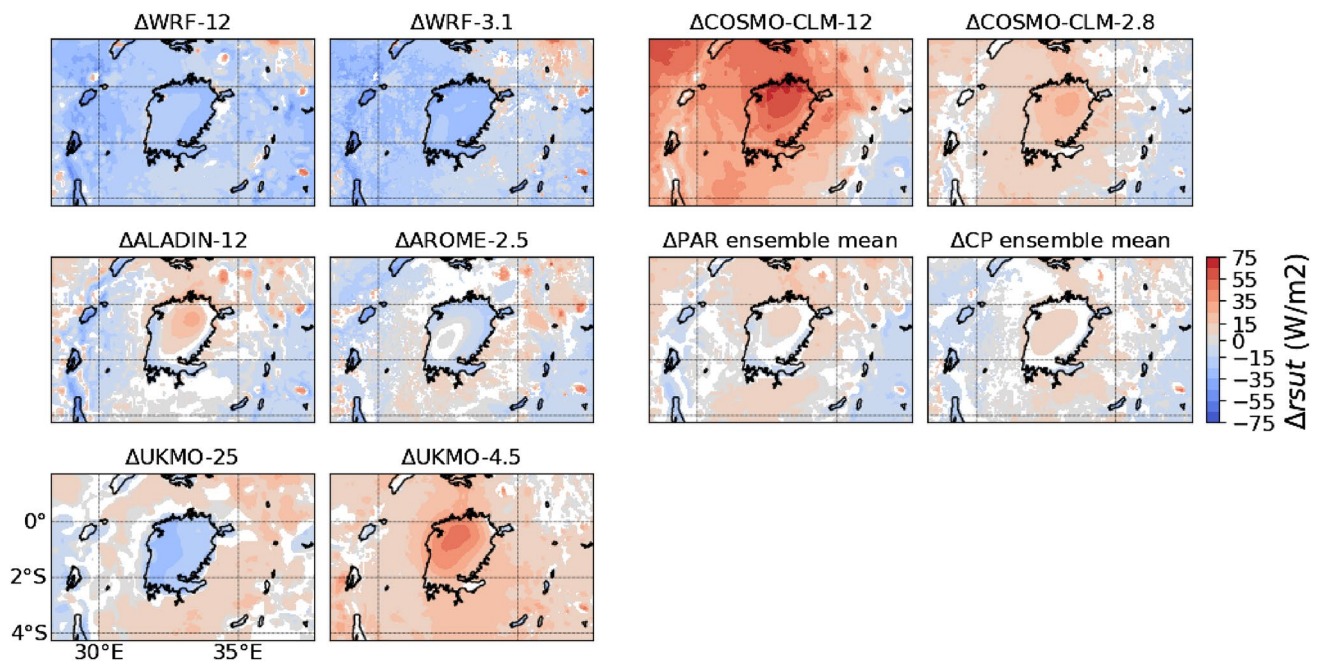 ΔWRF-12
ΔWRF-3.1
ΔCOSMO-CLM-12
ΔCOSMO-CLM-2.8
ΔALADIN-12
ΔAROME-2.5
ΔPAR ensemble mean
ΔCP ensemble mean
75
55
35
15
0
−15
−35
−55
−75
Δrsut (W/m2)
ΔUKMO-25
ΔUKMO-4.5
0°
2°S
4°S
30°E
35°E